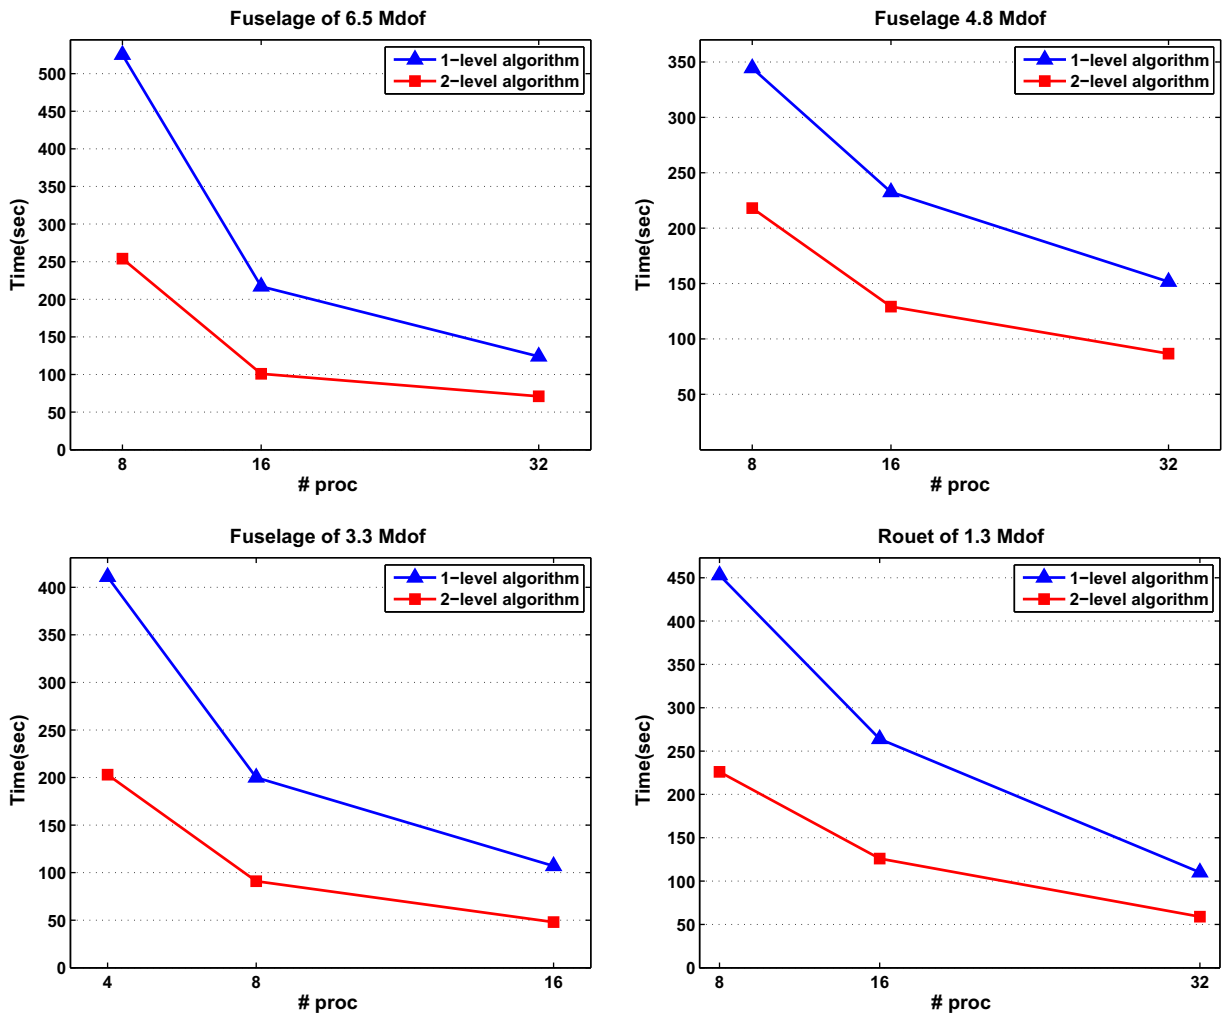 Fuselage of 6.5 Mdof
500
450
400
350
300
250
200
150
100
50
0
Time(sec)
1−level algorithm
2−level algorithm
8
16
32
# proc
Fuselage 4.8 Mdof
350
300
250
200
150
100
50
Time(sec)
1−level algorithm
2−level algorithm
8
16
32
# proc
Fuselage of 3.3 Mdof
400
350
300
250
200
150
100
50
0
Time(sec)
1−level algorithm
2−level algorithm
4
8
16
# proc
Rouet of 1.3 Mdof
450
400
350
300
250
200
150
100
50
0
Time(sec)
1−level algorithm
2−level algorithm
8
16
32
# proc